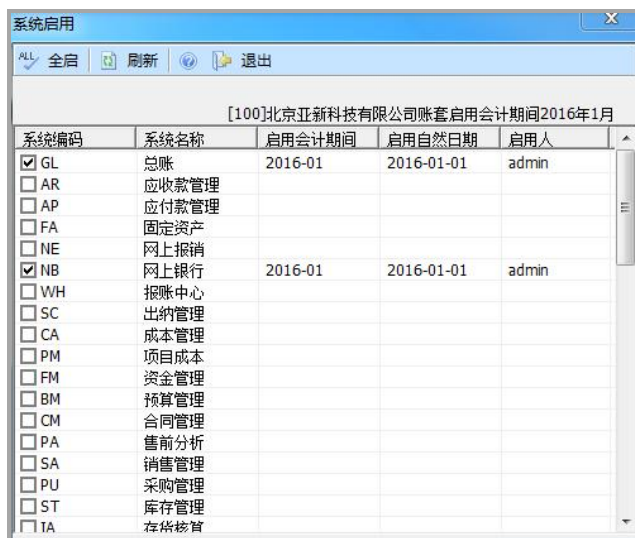 系统启用
ALL 全启 刷新 退出
[100]北京亚新科技有限公司账套启用会计期间2016年1月
系统编码 系统名称 启用会计期间 启用自然日期 启用人
GL 总账 2016-01 2016-01-01 admin
AR 应收款管理
AP 应付款管理
FA 固定资产
NE 网上报销
NB 网上银行 2016-01 2016-01-01 admin
WH 报账中心
SC 出纳管理
CA 成本管理
PM 项目成本
FM 资金管理
BM 预算管理
CM 合同管理
PA 售前分析
SA 销售管理
PU 采购管理
ST 库存管理
IA 存货核算